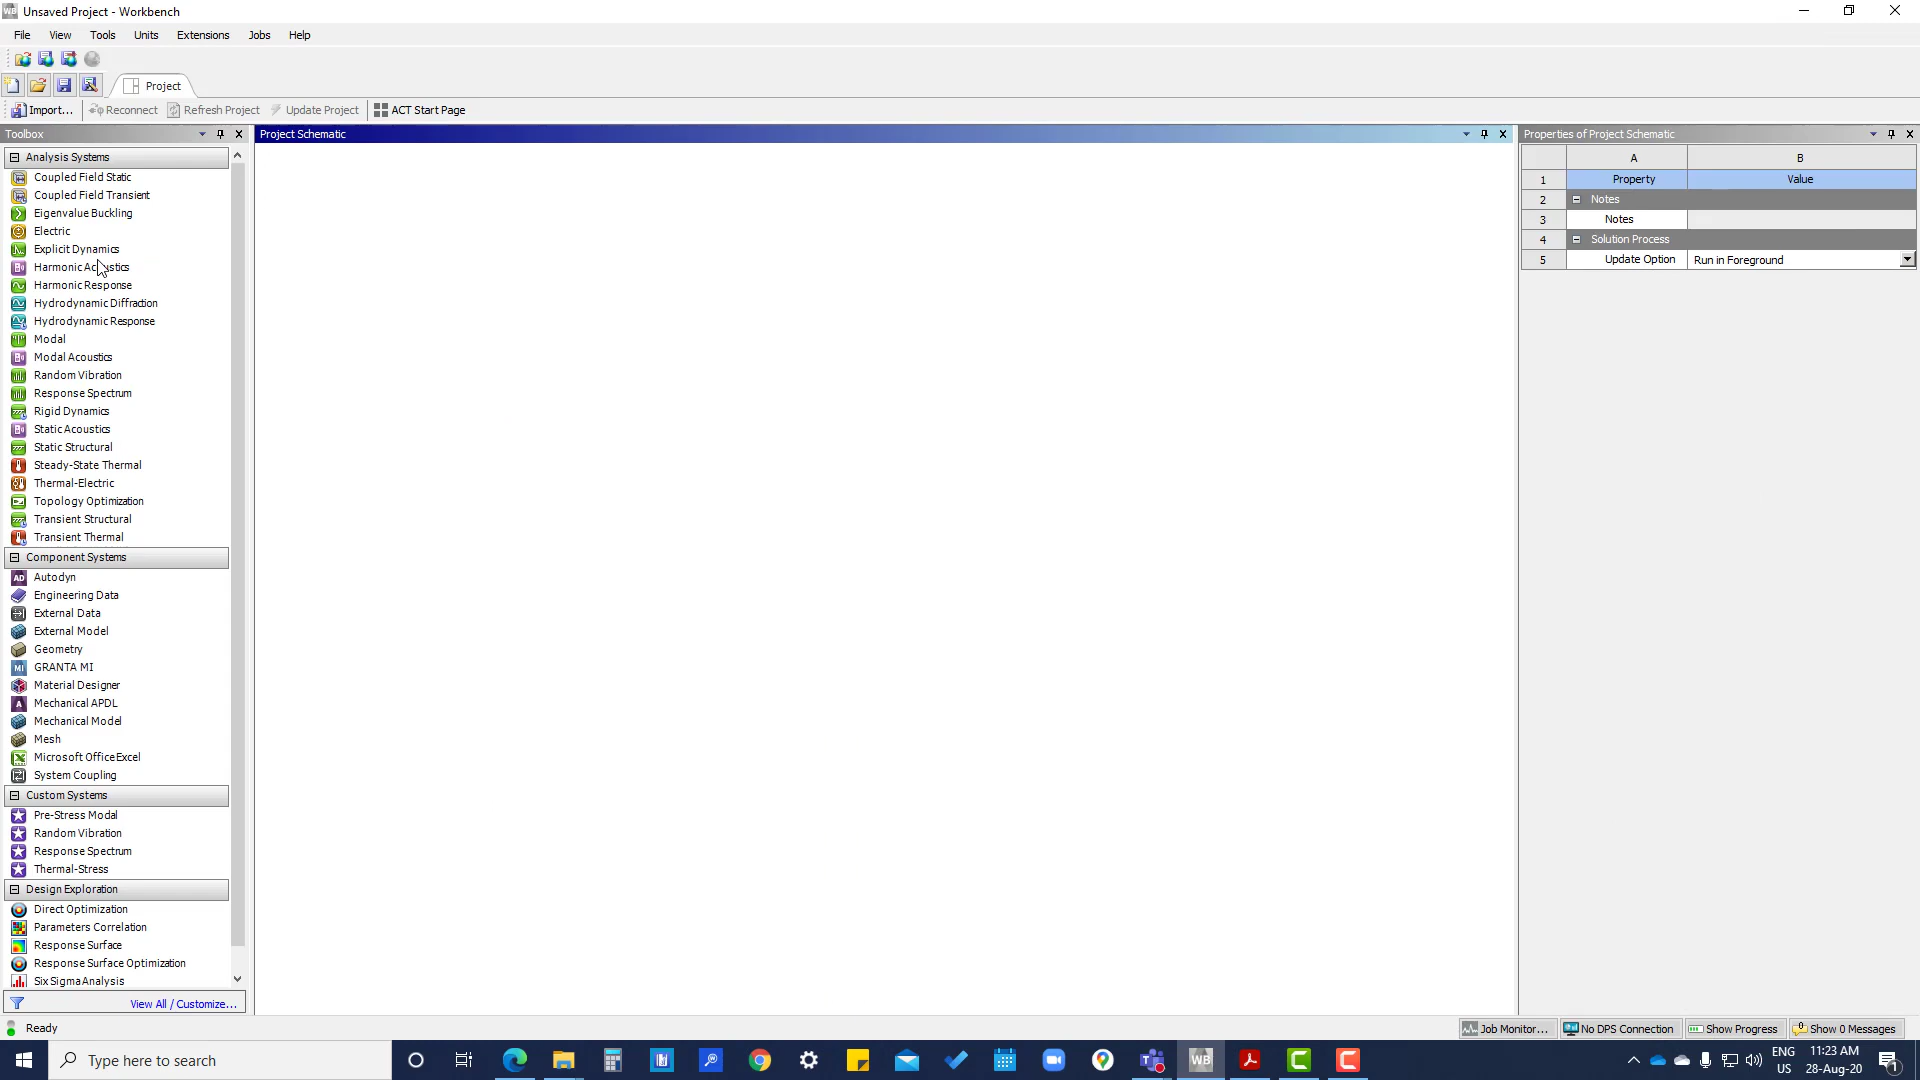 Unsaved Project - Workbench
File View Tools Units Extensions Jobs Help
Project
Import... Reconnect Refresh Project Update Project ACT Start Page
Toolbox
Analysis Systems
Coupled Field Static
Coupled Field Transient
Eigenvalue Buckling
Electric
Explicit Dynamics
Harmonic Acoustics
Harmonic Response
Hydrodynamic Diffraction
Hydrodynamic Response
Modal
Modal Acoustics
Random Vibration
Response Spectrum
Rigid Dynamics
Static Acoustics
Static Structural
Steady-State Thermal
Thermal-Electric
Topology Optimization
Transient Structural
Transient Thermal
Component Systems
Autodyn
Engineering Data
External Data
External Model
Geometry
GRANTA MI
Material Designer
Mechanical APDL
Mechanical Model
Mesh
Microsoft Office Excel
System Coupling
Custom Systems
Pre-Stress Modal
Random Vibration
Response Spectrum
Thermal-Stress
Design Exploration
Direct Optimization
Parameters Correlation
Response Surface
Response Surface Optimization
Six Sigma Analysis
View All / Customize...
Project Schematic
Properties of Project Schematic
A B
1 Property Value
2 Notes
3 Notes
4 Solution Process
5 Update Option Run in Foreground
Ready
Job Monitor... No DPS Connection Show Progress Show 0 Messages
Type here to search
ENG
US
11:23 AM
28-Aug-20